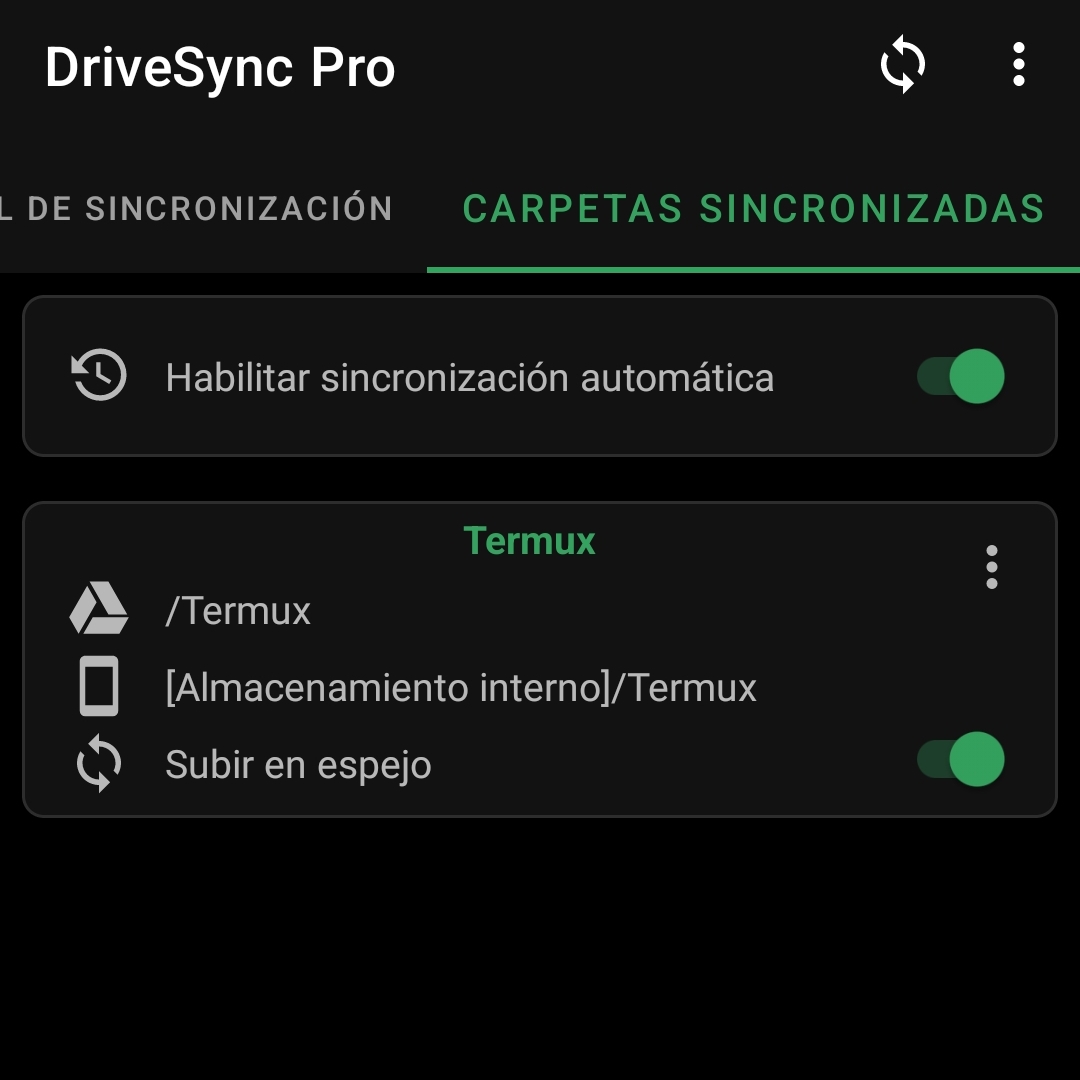 DriveSync Pro
L DE SINCRONIZACIÓN
CARPETAS SINCRONIZADAS
Habilitar sincronización automática
Termux
/Termux
[Almacenamiento interno]/Termux
Subir en espejo